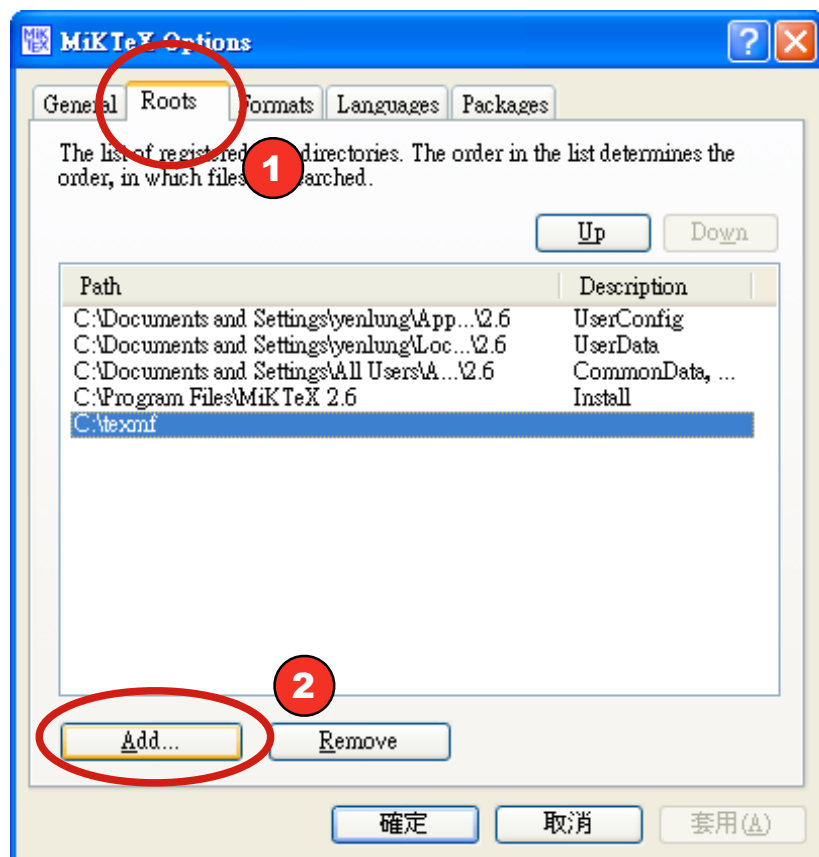 MiKTeX Options
General Roots Formats Languages Packages
1
The list of registered directories. The order in the list determines the
order, in which files searched.
Up Down
Path Description
C:\Documents and Settings\yenlung\App...\2.6 UserConfig
C:\Documents and Settings\yenlung\Loc...\2.6 UserData
C:\Documents and Settings\All Users\A...\2.6 CommonData, ...
C:\Program Files\MiKTeX 2.6 Install
C:\texmf
2
Add... Remove
確定 取消 套用(A)